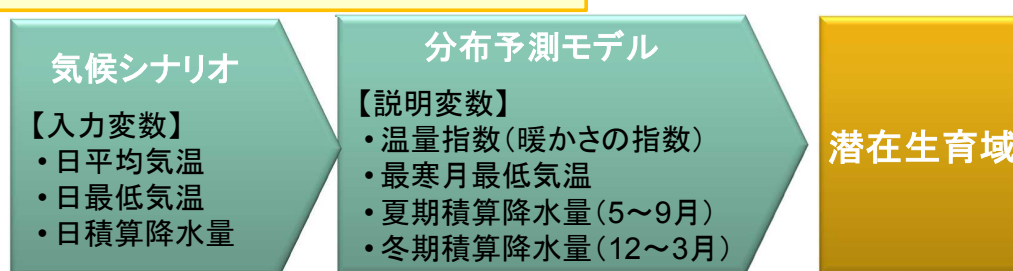 気候シナリオ
【入力変数】
・日平均気温
・日最低気温
・日積算降水量
分布予測モデル
【説明変数】
・温量指数（暖かさの指数）
・最寒月最低気温
・夏期積算降水量（5～9月）
・冬期積算降水量（12～3月）
潜在生育域